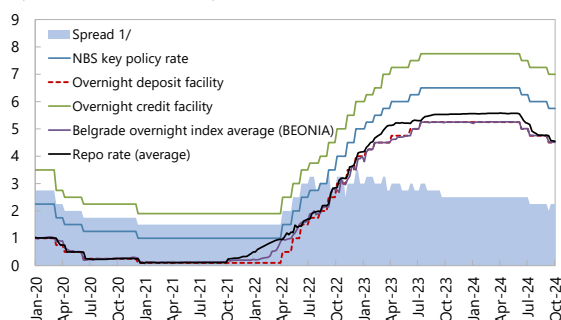 9
8
7
6
5
4
3
2
1
0
Spread 1/
NBS key policy rate
Overnight deposit facility
Overnight credit facility
Belgrade overnight index average (BEONIA)
Repo rate (average)
Jan-20
Apr-20
Jul-20
Oct-20
Jan-21
Apr-21
Jul-21
Oct-21
Jan-22
Apr-22
Jul-22
Oct-22
Jan-23
Apr-23
Jul-23
Oct-23
Jan-24
Apr-24
Jul-24
Oct-24